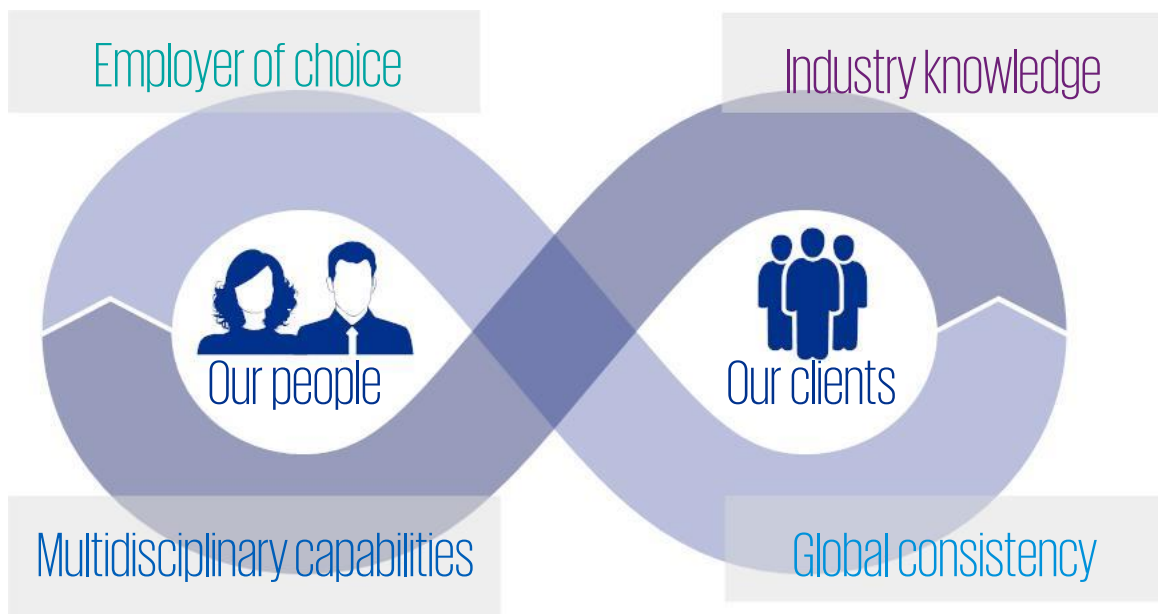 Employer of choice
Industry knowledge
Our people
Our clients
Multidisciplinary capabilities
Global consistency